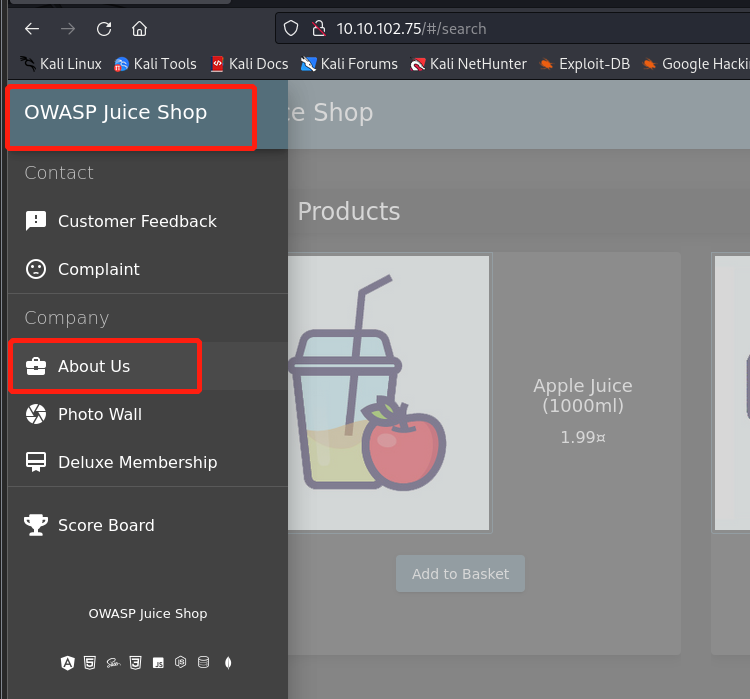 10.10.102.75/#/search
Kali Linux Kali Tools Kali Docs Kali Forums Kali NetHunter Exploit-DB Google Hacki
OWASP Juice Shop ce Shop
Contact
Products
Customer Feedback
Complaint
Company
About Us
Apple Juice
(1000ml)
1.99¤
Photo Wall
Deluxe Membership
Score Board
Add to Basket
OWASP Juice Shop